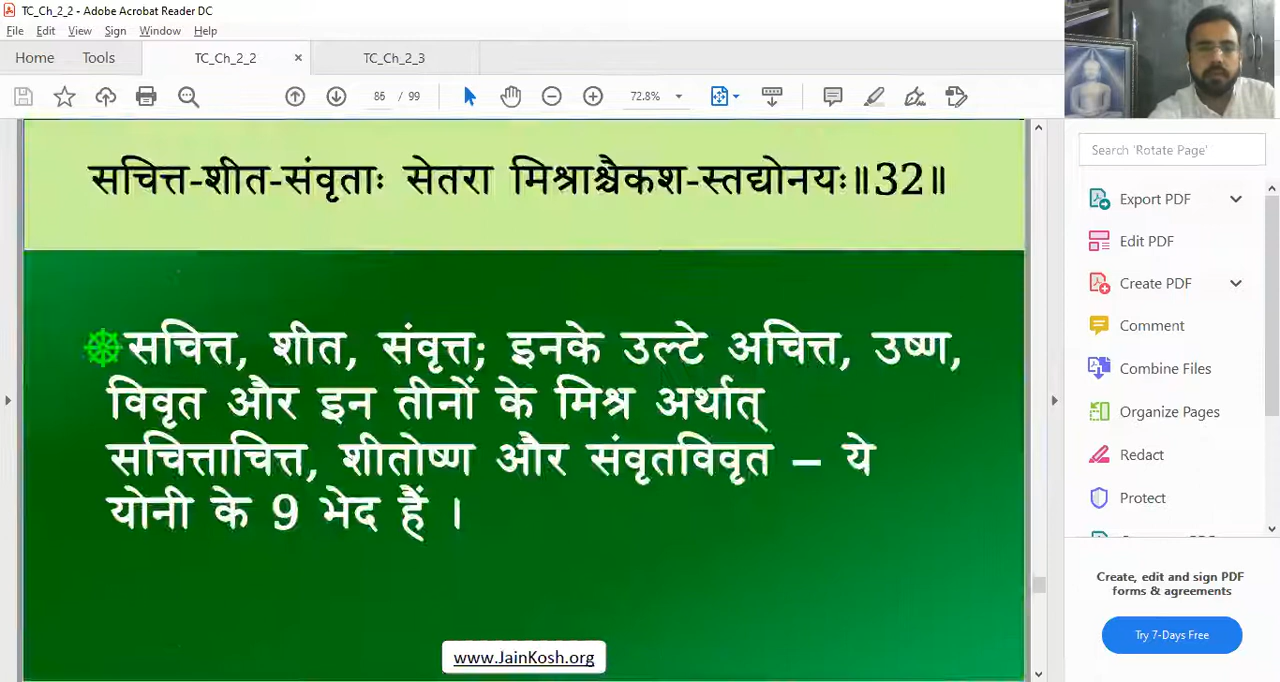 TC_Ch_2_2 - Adobe Acrobat Reader DC
File Edit View Sign Window Help
Home Tools TC_Ch_2_2 × TC_Ch_2_3
86 / 99 72.8%
सचित्त-शीत-संवृताः सेतरा मिश्राश्चैकश-स्तद्योनयः॥32॥
सचित्त, शीत, संवृत्त; इनके उल्टे अचित्त, उष्ण,
विवृत और इन तीनों के मिश्र अर्थात्
सचित्ताचित्त, शीतोष्ण और संवृतविवृत – ये
योनी के 9 भेद हैं ।
www.JainKosh.org
Search 'Rotate Page'
Export PDF
Edit PDF
Create PDF
Comment
Combine Files
Organize Pages
Redact
Protect
Create, edit and sign PDF
forms & agreements
Try 7-Days Free